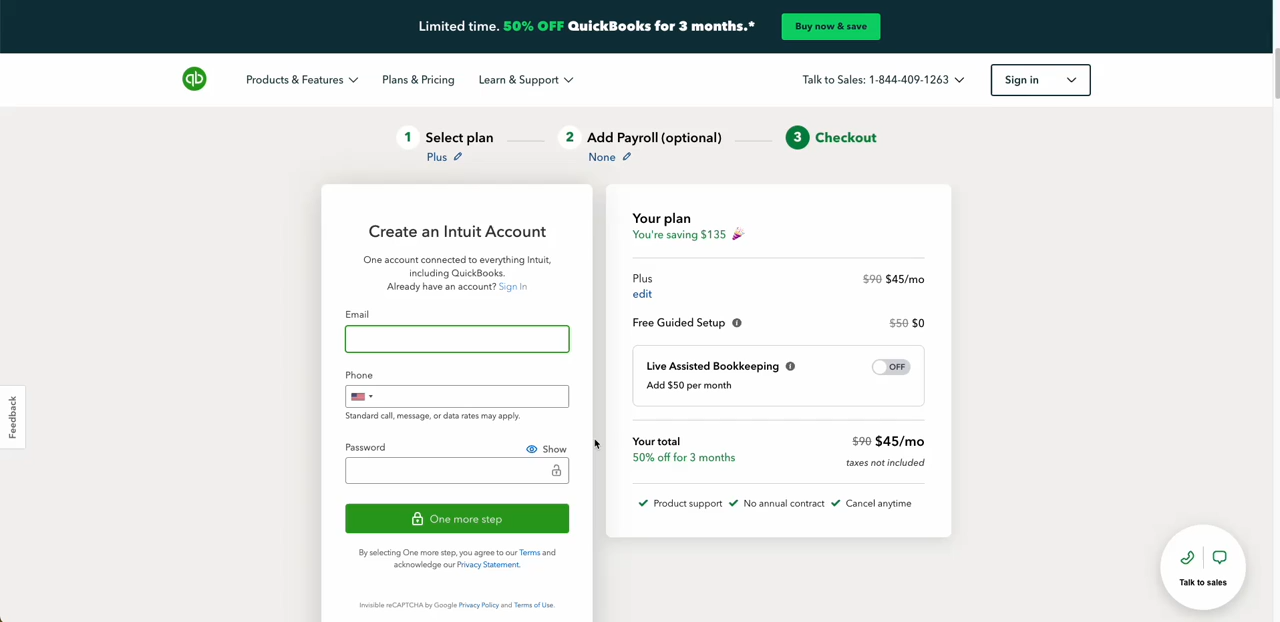 Limited time. 50% OFF QuickBooks for 3 months.*
Buy now & save
qb
Products & Features
Plans & Pricing
Learn & Support
Talk to Sales: 1-844-409-1263
Sign in
1 Select plan
Plus
2 Add Payroll (optional)
None
3 Checkout
Create an Intuit Account
One account connected to everything Intuit,
including QuickBooks.
Already have an account? Sign In
Email
Phone
Standard call, message, or data rates may apply.
Password
Show
One more step
By selecting One more step, you agree to our Terms and
acknowledge our Privacy Statement.
Invisible reCAPTCHA by Google Privacy Policy and Terms of Use.
Your plan
You're saving $135
Plus
$90 $45/mo
edit
Free Guided Setup
$50 $0
Live Assisted Bookkeeping
OFF
Add $50 per month
Your total
$90 $45/mo
50% off for 3 months
taxes not included
Product support
No annual contract
Cancel anytime
Feedback
Talk to sales